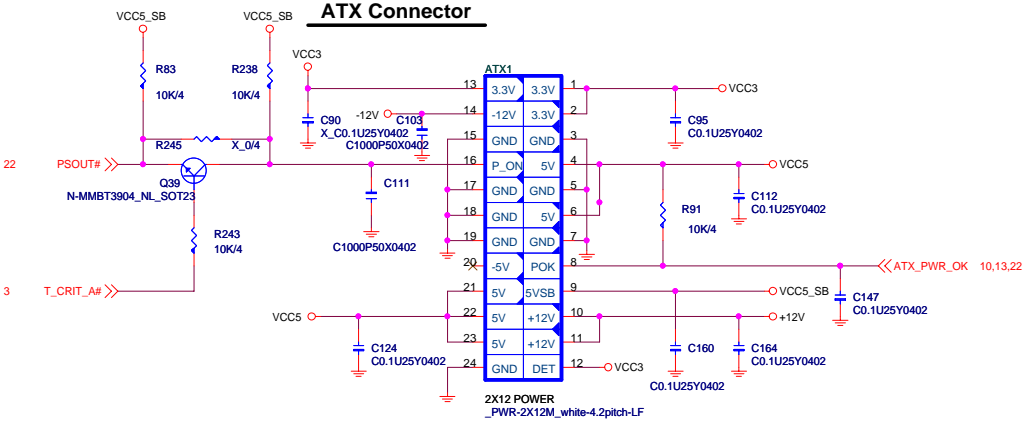 ATX Connector
VCC5_SB
VCC5_SB
R83
10K/4
R238
10K/4
R245
X_0/4
22 PSOUT#
Q39
N-MMBT3904_NL_SOT23
R243
10K/4
3 T_CRIT_A#
VCC3
-12V
C90
X_C0.1U25Y0402
C103
C1000P50X0402
C111
C1000P50X0402
VCC5
C124
C0.1U25Y0402
ATX1
13 3.3V 3.3V 1
14 -12V 3.3V 2
15 GND GND 3
16 P_ON 5V 4
17 GND GND 5
18 GND 5V 6
19 GND GND 7
20 -5V POK 8
21 5V 5VSB 9
22 5V +12V 10
23 5V +12V 11
24 GND DET 12
2X12 POWER
_PWR-2X12M_white-4.2pitch-LF
VCC3
C95
C0.1U25Y0402
VCC5
C112
C0.1U25Y0402
R91
10K/4
ATX_PWR_OK 10,13,22
C147
C0.1U25Y0402
VCC5_SB
+12V
C160
C0.1U25Y0402
C164
C0.1U25Y0402
VCC3